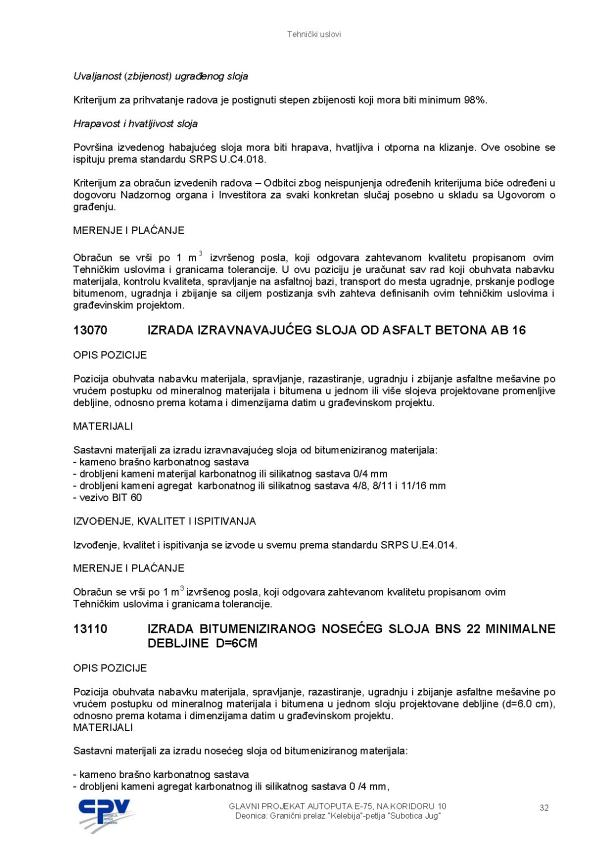 Tehnički uslovi
Uvaljanost (zbijenost) ugrađenog sloja
Kriterijum za prihvatanje radova je postignuti stepen zbijenosti koji mora biti minimum 98%.
Hrapavost i hvatljivost sloja
Površina izvedenog habajućeg sloja mora biti hrapava, hvatljiva i otporna na klizanje. Ove osobine se
ispituju prema standardu SRPS U.C4.018.
Kriterijum za obračun izvedenih radova – Odbitci zbog neispunjenja određenih kriterijuma biće određeni u
dogovoru Nadzornog organa i Investitora za svaki konkretan slučaj posebno u skladu sa Ugovorom o
građenju.
MERENJE I PLAĆANJE
Obračun se vrši po 1 m³ izvršenog posla, koji odgovara zahtevanom kvalitetu propisanom ovim
Tehničkim uslovima i granicama tolerancije. U ovu poziciju je uračunat sav rad koji obuhvata nabavku
materijala, kontrolu kvaliteta, spravljanje na asfaltnoj bazi, transport do mesta ugradnje, prskanje podloge
bitumenom, ugradnja i zbijanje sa ciljem postizanja svih zahteva definisanih ovim tehničkim uslovima i
građevinskim projektom.
13070 IZRADA IZRAVNAVAJUĆEG SLOJA OD ASFALT BETONA AB 16
OPIS POZICIJE
Pozicija obuhvata nabavku materijala, spravljanje, razastiranje, ugradnju i zbijanje asfaltne mešavine po
vrućem postupku od mineralnog materijala i bitumena u jednom ili više slojeva projektovane promenljive
debljine, odnosno prema kotama i dimenzijama datim u građevinskom projektu.
MATERIJALI
Sastavni materijali za izradu izravnavajućeg sloja od bitumeniziranog materijala:
- kameno brašno karbonatnog sastava
- drobljeni kameni materijal karbonatnog ili silikatnog sastava 0/4 mm
- drobljeni kameni agregat karbonatnog ili silikatnog sastava 4/8, 8/11 i 11/16 mm
- vezivo BIT 60
IZVOĐENJE, KVALITET I ISPITIVANJA
Izvođenje, kvalitet i ispitivanja se izvode u svemu prema standardu SRPS U.E4.014.
MERENJE I PLAĆANJE
Obračun se vrši po 1 m³ izvršenog posla, koji odgovara zahtevanom kvalitetu propisanom ovim
Tehničkim uslovima i granicama tolerancije.
13110 IZRADA BITUMENIZIRANOG NOSEĆEG SLOJA BNS 22 MINIMALNE
DEBLJINE D=6CM
OPIS POZICIJE
Pozicija obuhvata nabavku materijala, spravljanje, razastiranje, ugradnju i zbijanje asfaltne mešavine po
vrućem postupku od mineralnog materijala i bitumena u jednom sloju projektovane debljine (d=6.0 cm),
odnosno prema kotama i dimenzijama datim u građevinskom projektu.
MATERIJALI
Sastavni materijali za izradu nosećeg sloja od bitumeniziranog materijala:
- kameno brašno karbonatnog sastava
- drobljeni kameni agregat karbonatnog ili silikatnog sastava 0 /4 mm,
CPV
GLAVNI PROJEKAT AUTOPUTA E-75, NA KORIDORU 10
Deonica: Granični prelaz "Kelebija"-petlja "Subotica Jug"
32